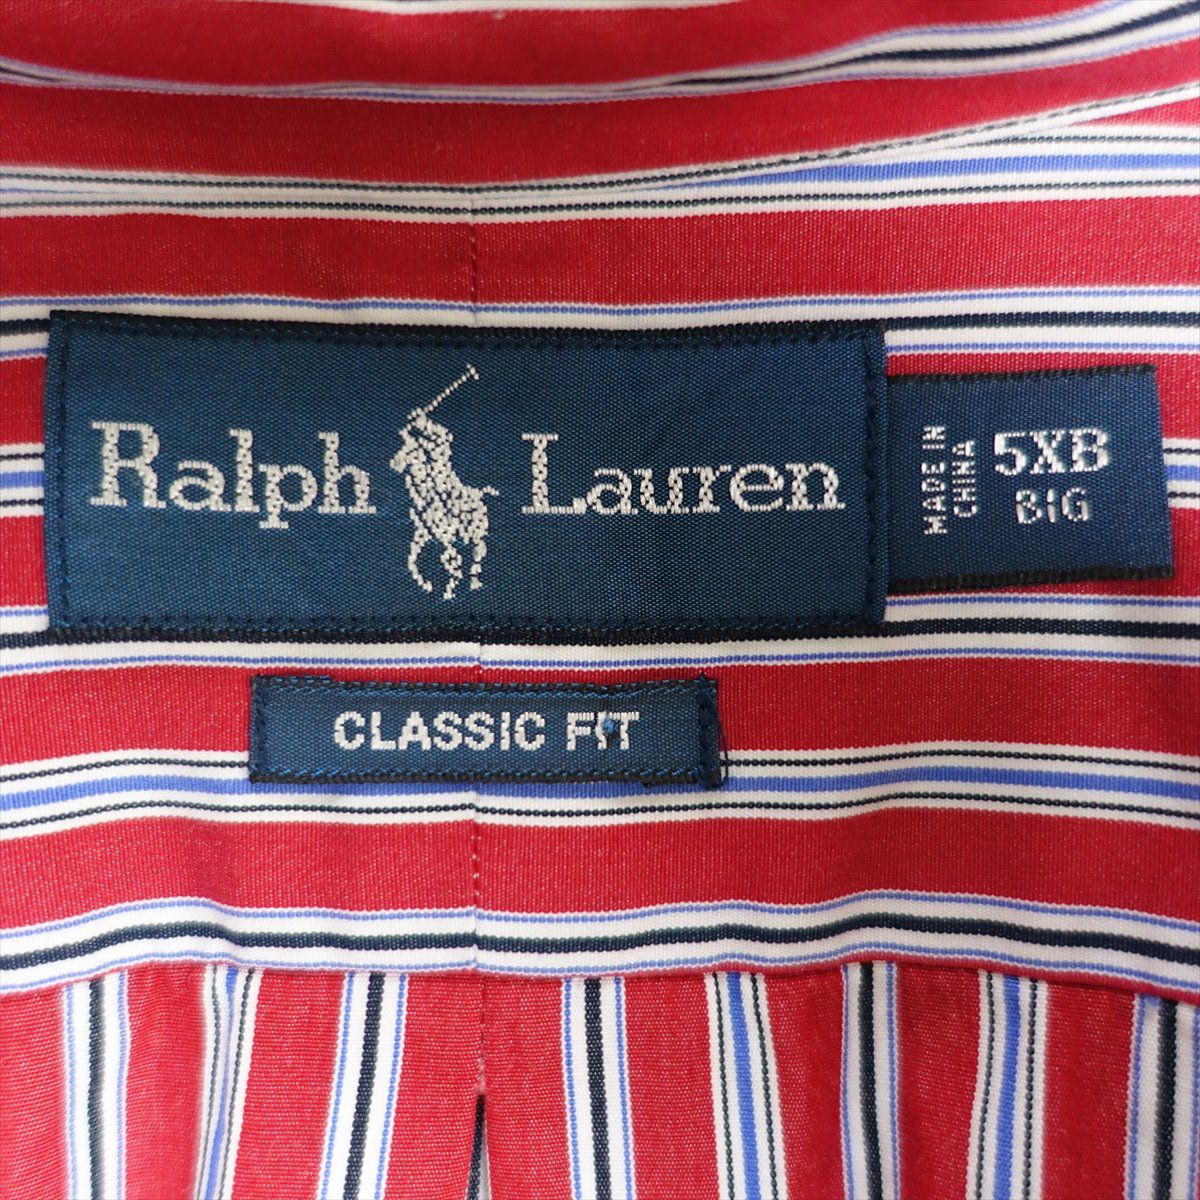 Ralph Lauren
MADE IN
CHINA
5XB
BIG
CLASSIC FIT